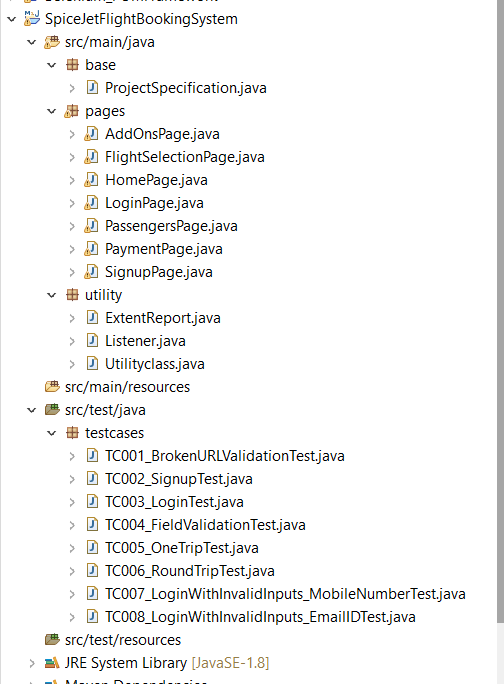 SpiceJetFlightBookingSystem
src/main/java
base
ProjectSpecification.java
pages
AddOnsPage.java
FlightSelectionPage.java
HomePage.java
LoginPage.java
PassengersPage.java
PaymentPage.java
SignupPage.java
utility
ExtentReport.java
Listener.java
Utilityclass.java
src/main/resources
src/test/java
testcases
TC001_BrokenURLValidationTest.java
TC002_SignupTest.java
TC003_LoginTest.java
TC004_FieldValidationTest.java
TC005_OneTripTest.java
TC006_RoundTripTest.java
TC007_LoginWithInvalidInputs_MobileNumberTest.java
TC008_LoginWithInvalidInputs_EmailIDTest.java
src/test/resources
JRE System Library [JavaSE-1.8]
Maven Dependencies